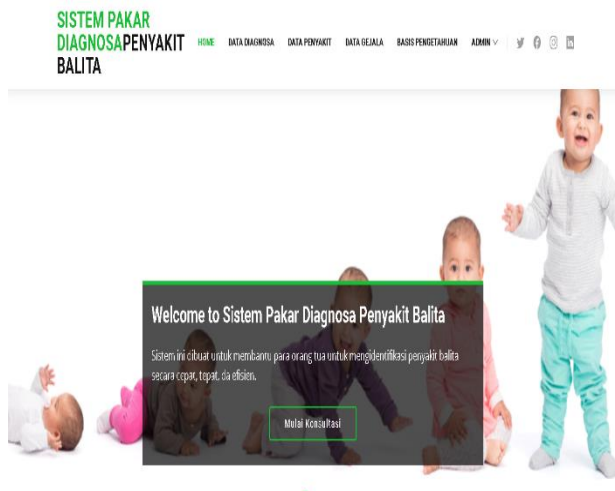 SISTEM PAKAR
DIAGNOSAPENYAKIT
BALITA
HOME DATA DIAGNOSA DATA PENYAKIT DATA GEJALA BASIS PENGETAHUAN ADMIN
Welcome to Sistem Pakar Diagnosa Penyakit Balita
Sistem ini dibuat untuk membantu para orang tua untuk mengidentifikasi penyakit balita
secara cepat, tepat, da efisien.
Mulai Konsultasi